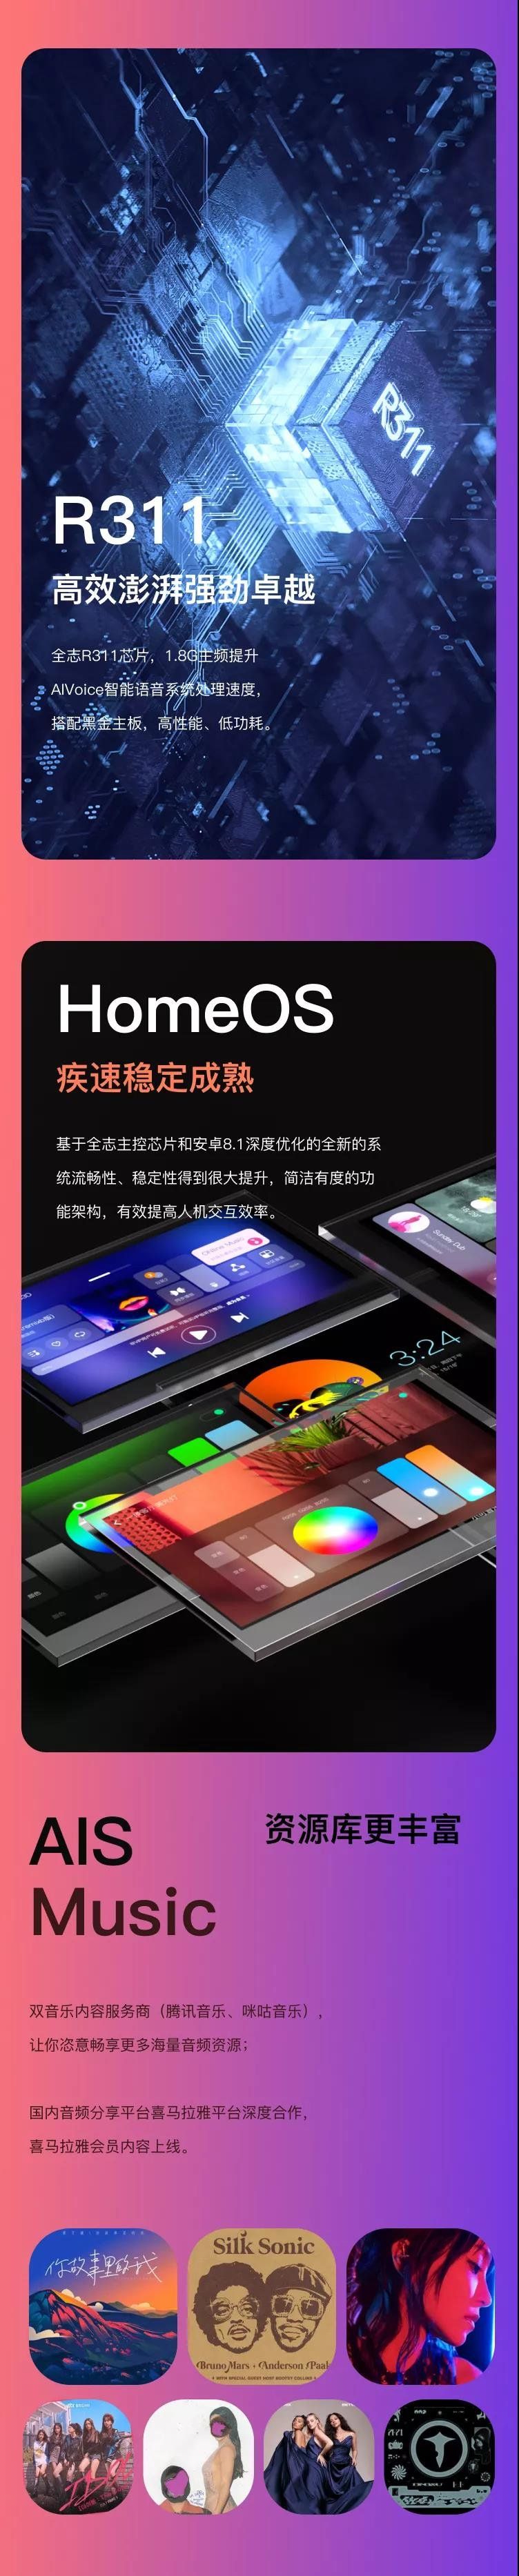 R311
R311
高效澎湃强劲卓越
全志R311芯片，1.8G主频提升
AIVoice智能语音系统处理速度，
搭配黑金主板，高性能、低功耗。
HomeOS
疾速稳定成熟
基于全志主控芯片和安卓8.1深度优化的全新的系
统流畅性、稳定性得到很大提升，简洁有度的功
能架构，有效提高人机交互效率。
3:24
AIS
资源库更丰富
Music
双音乐内容服务商（腾讯音乐、咪咕音乐），
让你恣意畅享更多海量音频资源；
国内音频分享平台喜马拉雅平台深度合作，
喜马拉雅会员内容上线。
你故事里的我
Silk Sonic
Bruno Mars + Anderson .Paak